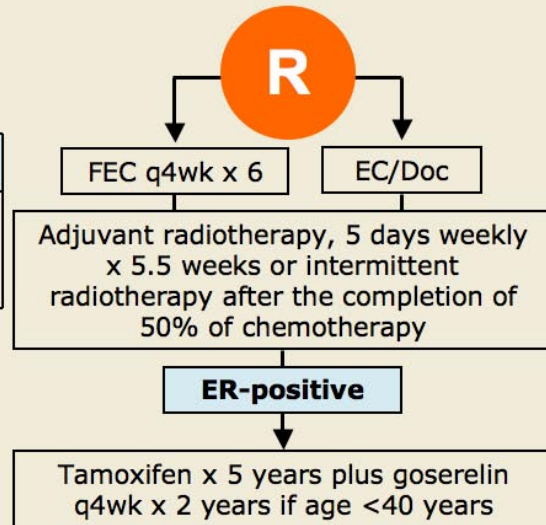 R
FEC q4wk x 6
EC/Doc
Adjuvant radiotherapy, 5 days weekly
x 5.5 weeks or intermittent
radiotherapy after the completion of
50% of chemotherapy
ER-positive
Tamoxifen x 5 years plus goserelin
q4wk x 2 years if age <40 years